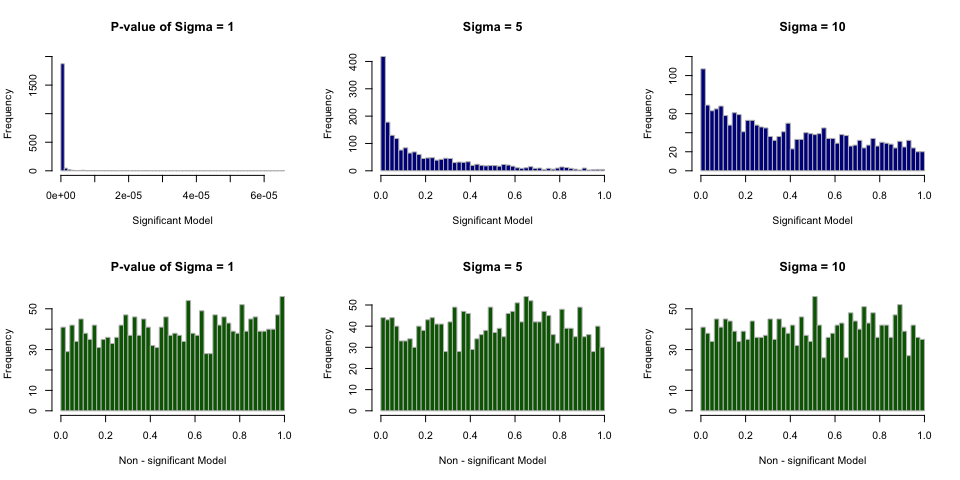 P-value of Sigma = 1
Frequency
0
500
1500
0e+00
2e-05
4e-05
6e-05
Significant Model
Sigma = 5
Frequency
0
100
200
300
400
0.0
0.2
0.4
0.6
0.8
1.0
Significant Model
Sigma = 10
Frequency
20
60
100
0.0
0.2
0.4
0.6
0.8
1.0
Significant Model
P-value of Sigma = 1
Frequency
0
10
30
50
0.0
0.2
0.4
0.6
0.8
1.0
Non - significant Model
Sigma = 5
Frequency
0
10
20
30
40
50
0.0
0.2
0.4
0.6
0.8
1.0
Non - significant Model
Sigma = 10
Frequency
0
10
30
50
0.0
0.2
0.4
0.6
0.8
1.0
Non - significant Model